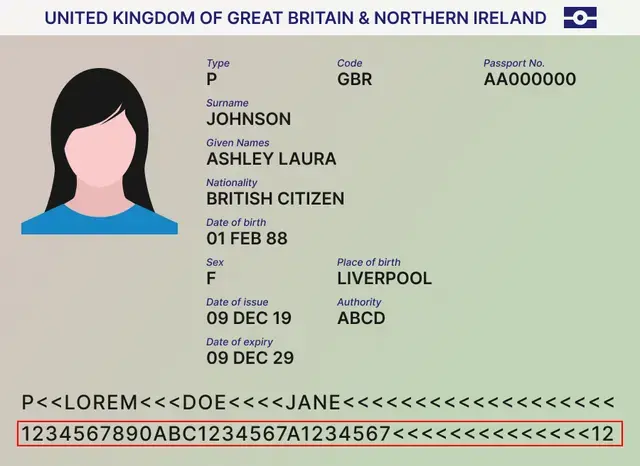 UNITED KINGDOM OF GREAT BRITAIN & NORTHERN IRELAND
Type Code Passport No.
P GBR AA000000
Surname
JOHNSON
Given Names
ASHLEY LAURA
Nationality
BRITISH CITIZEN
Date of birth
01 FEB 88
Sex Place of birth
F LIVERPOOL
Date of issue Authority
09 DEC 19 ABCD
Date of expiry
09 DEC 29
P<<LOREM<<<DOE<<<<JANE<<<<<<<<<<<<<<<<<<<
1234567890ABC1234567A1234567<<<<<<<<<<<<<<12